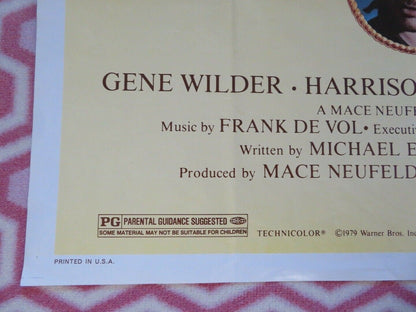 GENE WILDER · HARRISO
A MACE NEUFE
Music by FRANK DE VOL • Executi
Written by MICHAEL E
Produced by MACE NEUFELD
PG PARENTAL GUIDANCE SUGGESTED
SOME MATERIAL MAY NOT BE SUITABLE FOR CHILDREN
TECHNICOLOR® ©1979 Warner Bros. Inc
PRINTED IN U.S.A.